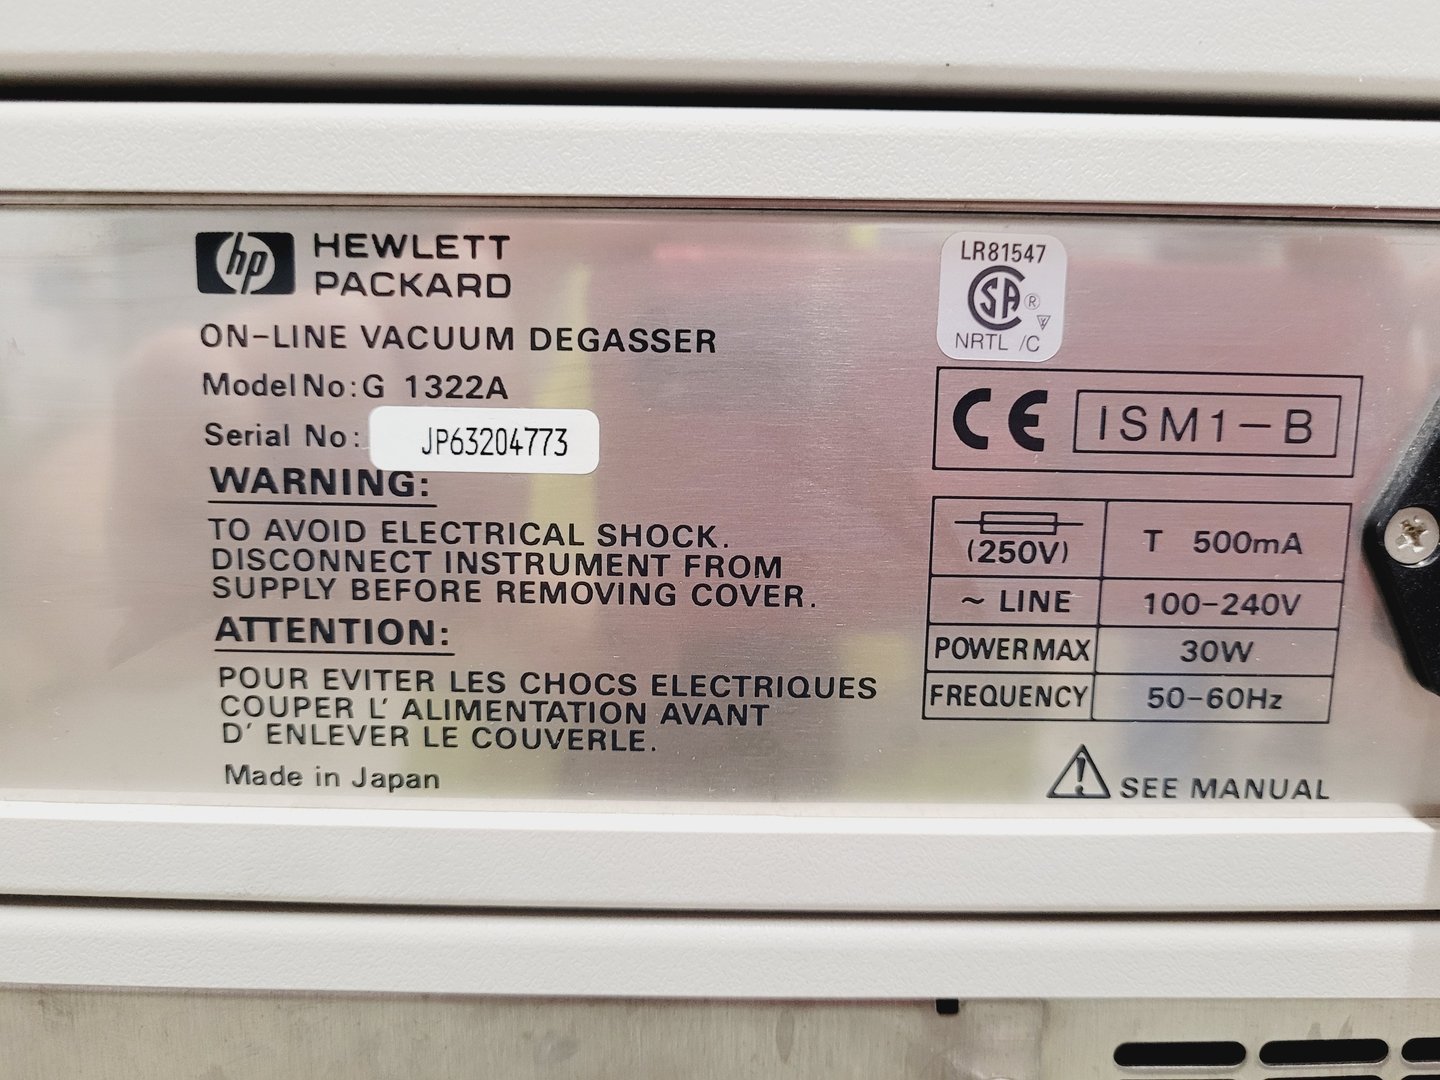 hp HEWLETT
PACKARD
ON-LINE VACUUM DEGASSER
Model No: G 1322A
Serial No: JP63204773
WARNING:
TO AVOID ELECTRICAL SHOCK.
DISCONNECT INSTRUMENT FROM
SUPPLY BEFORE REMOVING COVER.
ATTENTION:
POUR EVITER LES CHOCS ELECTRIQUES
COUPER L' ALIMENTATION AVANT
D' ENLEVER LE COUVERLE.
Made in Japan
LR81547
CSA ®
NRTL /C
CE ISM1-B
(250V) T 500mA
~ LINE 100-240V
POWER MAX 30W
FREQUENCY 50-60Hz
! SEE MANUAL